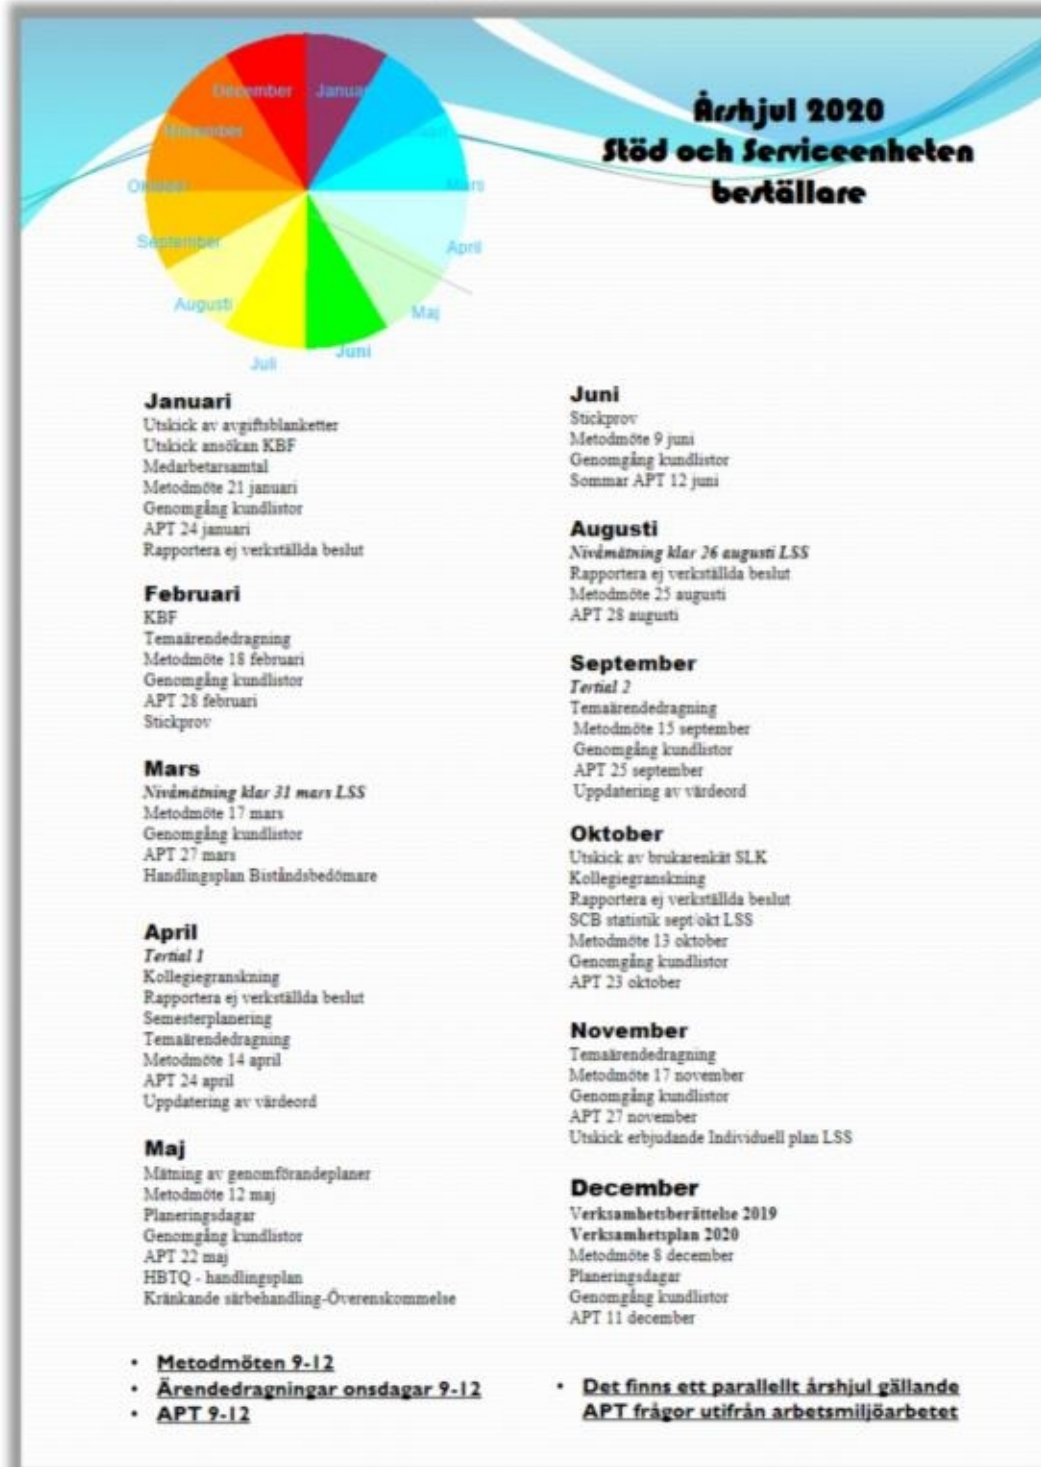 Årshjul 2020
Stöd och Serviceenheten
beställare
December
Januari
Mars
April
Maj
Juni
Juli
Augusti
September
Oktober
November
Januari
Utskick av avgiftsblanketter
Utskick ansökan KBF
Medarbetarsamtal
Metodmöte 21 januari
Genomgång kundlistor
APT 24 januari
Rapportera ej verkställda beslut
Februari
KBF
Temaärendedragning
Metodmöte 18 februari
Genomgång kundlistor
APT 28 februari
Stickprov
Mars
Nivåmätning klar 31 mars LSS
Metodmöte 17 mars
Genomgång kundlistor
APT 27 mars
Handlingsplan Biståndsbedömare
April
Tertial 1
Kollegiegranskning
Rapportera ej verkställda beslut
Semesterplanering
Temaärendedragning
Metodmöte 14 april
APT 24 april
Uppdatering av värdeord
Maj
Mätning av genomförandeplaner
Metodmöte 12 maj
Planeringsdagar
Genomgång kundlistor
APT 22 maj
HBTQ - handlingsplan
Kränkande särbehandling-Överenskommelse
Juni
Stickprov
Metodmöte 9 juni
Genomgång kundlistor
Sommar APT 12 juni
Augusti
Nivåmätning klar 26 augusti LSS
Rapportera ej verkställda beslut
Metodmöte 25 augusti
APT 28 augusti
September
Tertial 2
Temaärendedragning
Metodmöte 15 september
Genomgång kundlistor
APT 25 september
Uppdatering av värdeord
Oktober
Utskick av brukarenkät SLK
Kollegiegranskning
Rapportera ej verkställda beslut
SCB statistik sept/okt LSS
Metodmöte 13 oktober
Genomgång kundlistor
APT 23 oktober
November
Temaärendedragning
Metodmöte 17 november
Genomgång kundlistor
APT 27 november
Utskick erbjudande Individuell plan LSS
December
Verksamhetsberättelse 2019
Verksamhetsplan 2020
Metodmöte 8 december
Planeringsdagar
Genomgång kundlistor
APT 11 december
• Metodmöten 9-12
• Ärendedragningar onsdagar 9-12
• APT 9-12
• Det finns ett parallellt årshjul gällande
APT frågor utifrån arbetsmiljöarbetet